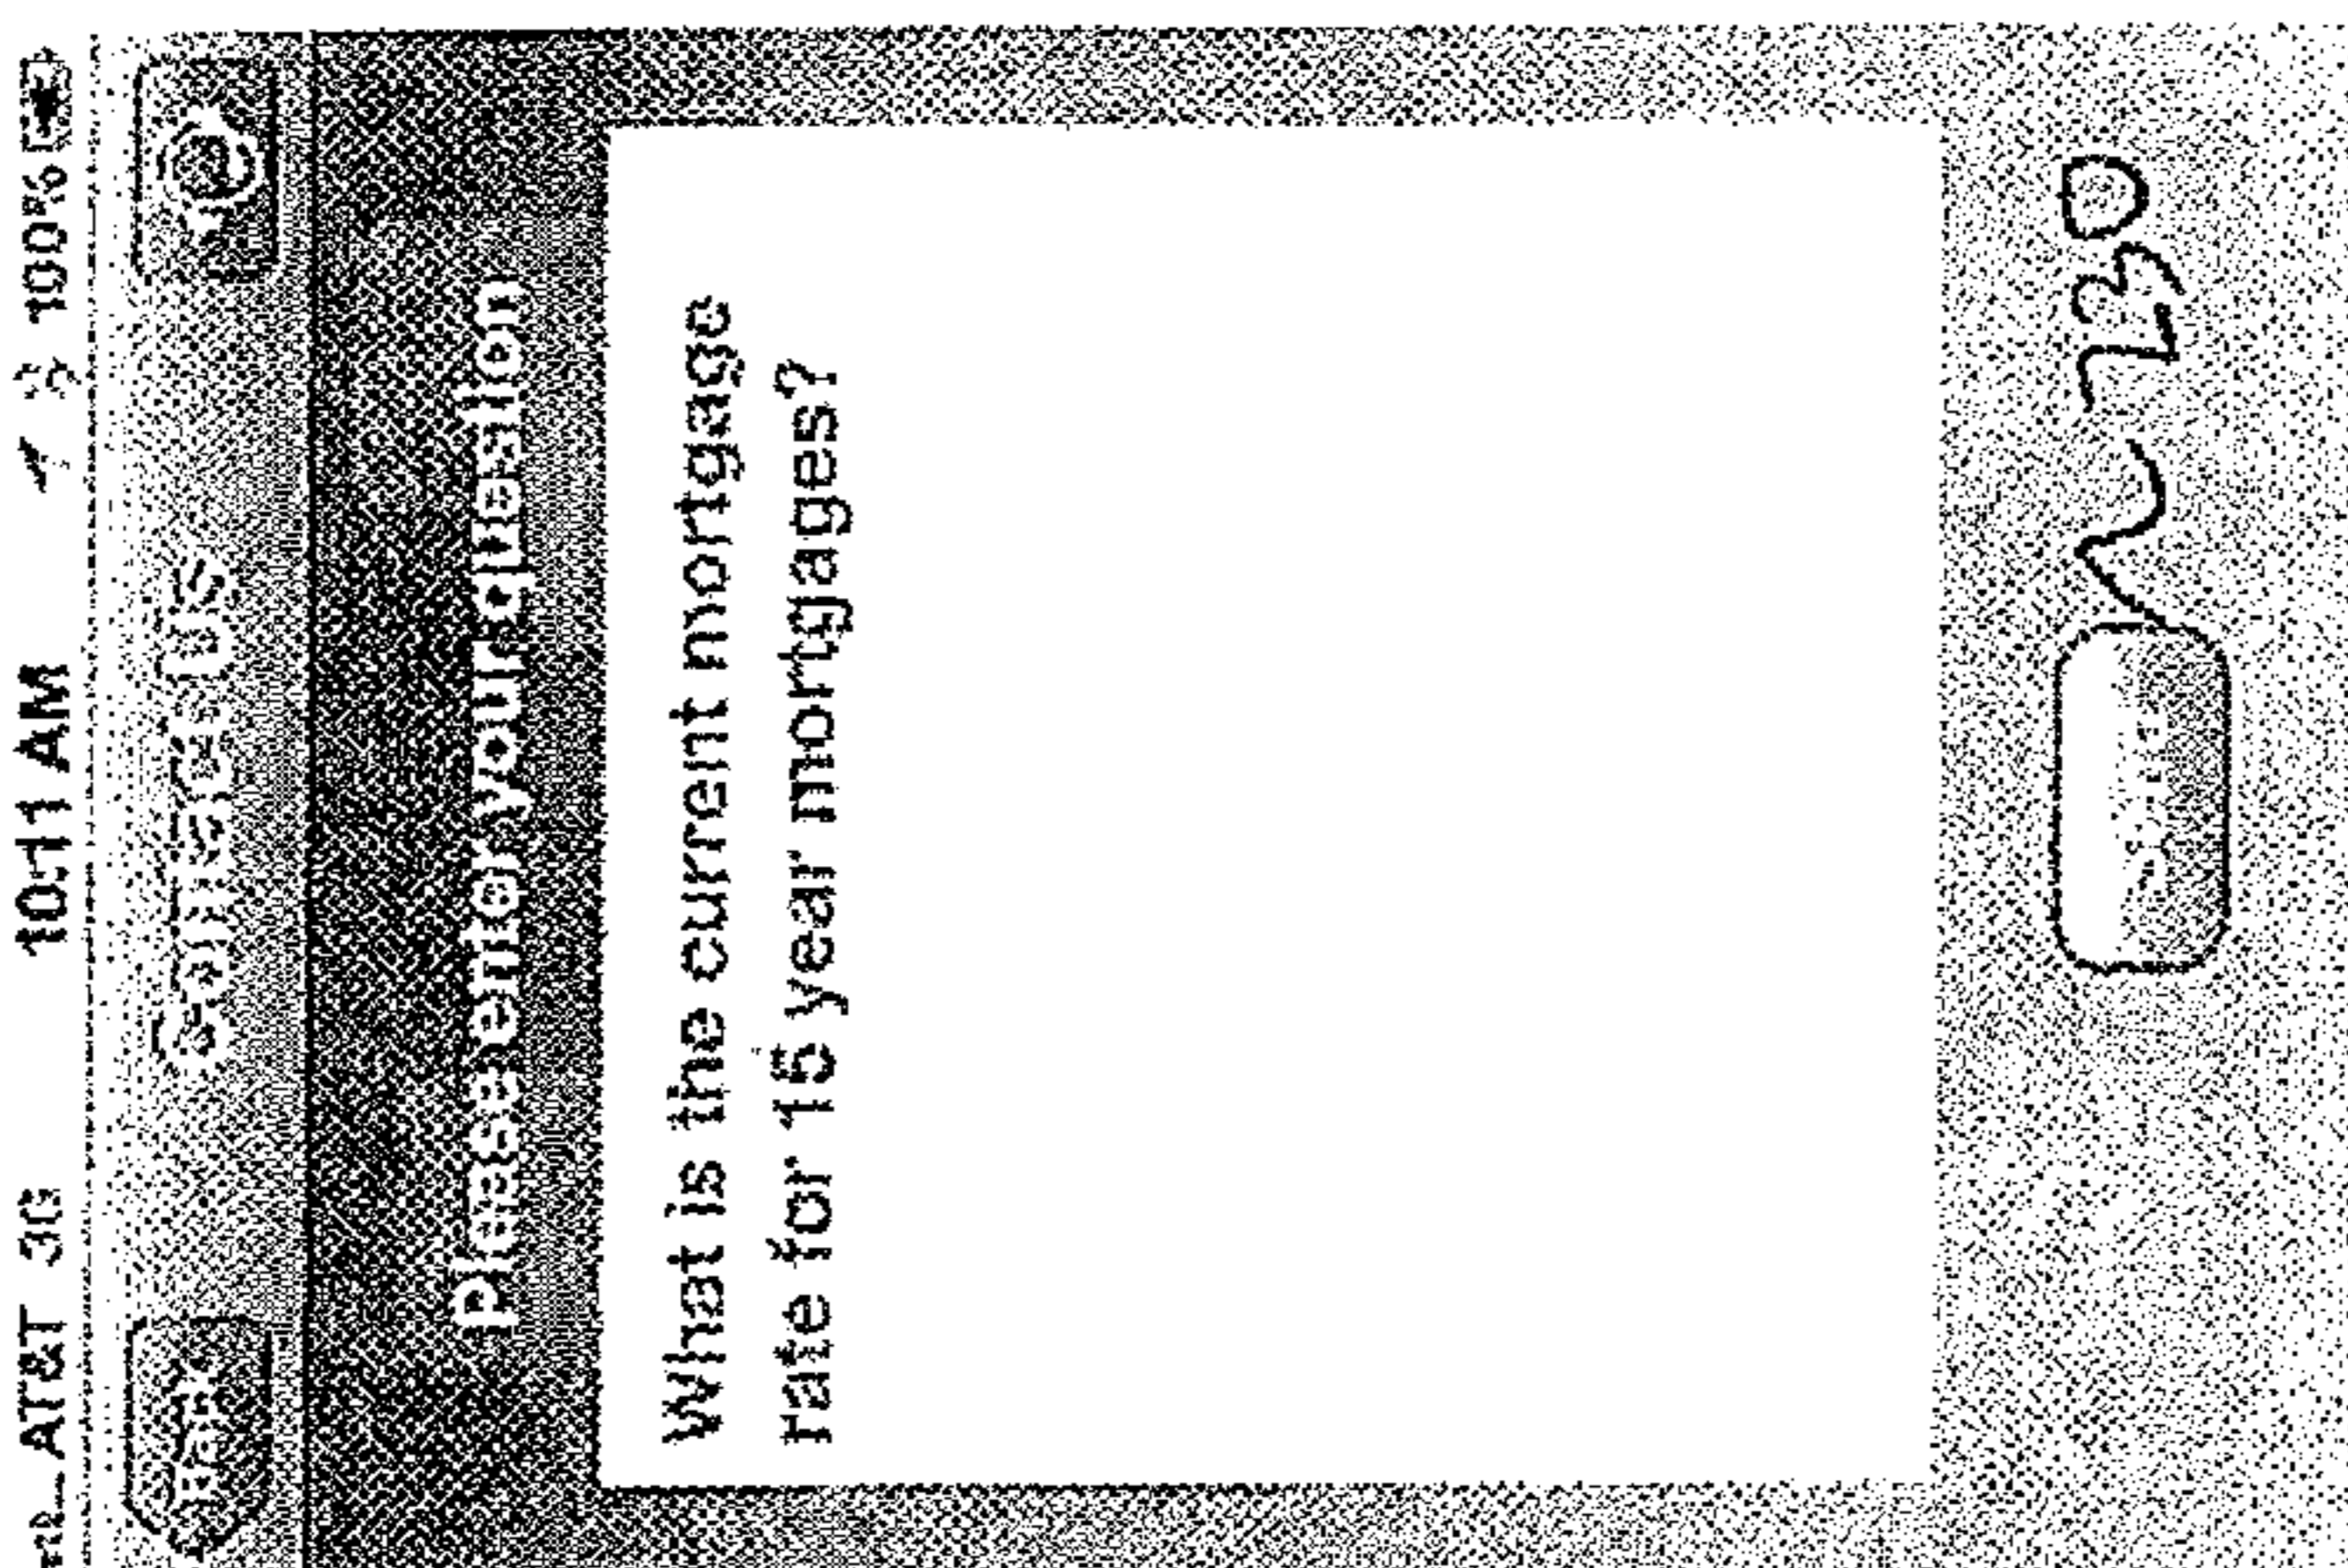 AT&T 3G 10:11 AM 100%
Back Contact Us
Please enter your question
What is the current mortgage
rate for 15 year mortgages?
230